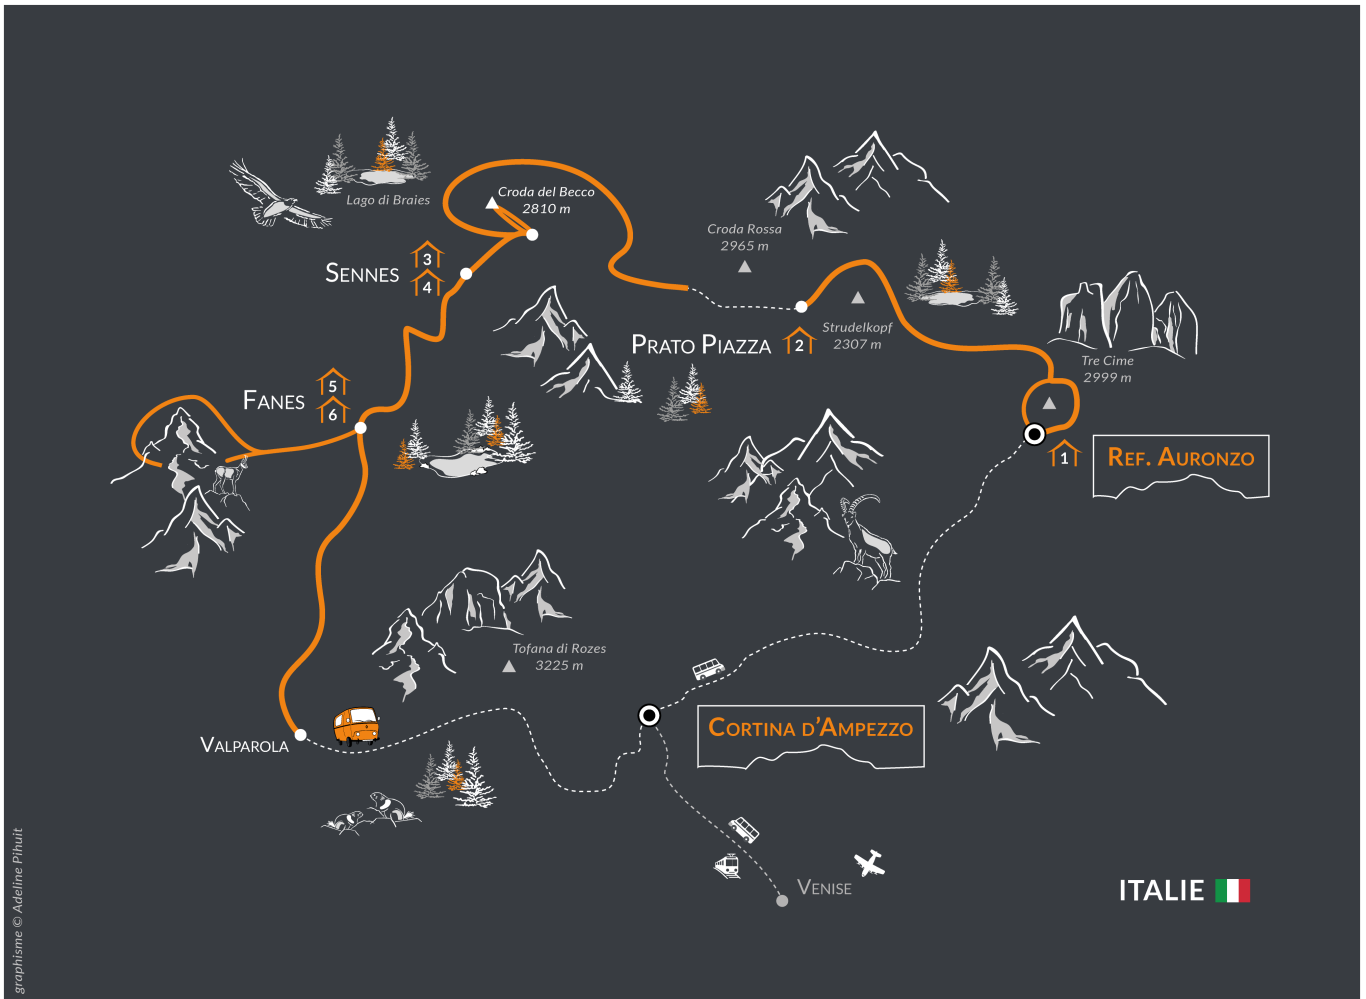 Lago di Braies
Croda del Becco
2810 m
Croda Rossa
2965 m
SENNES
3
4
PRATO PIAZZA
2
Strudelkopf
2307 m
Tre Cime
2999 m
FANES
5
6
1
REF. AURONZO
Tofana di Rozes
3225 m
VALPAROLA
CORTINA D'AMPEZZO
VENISE
ITALIE
graphisme © Adeline Pihuit